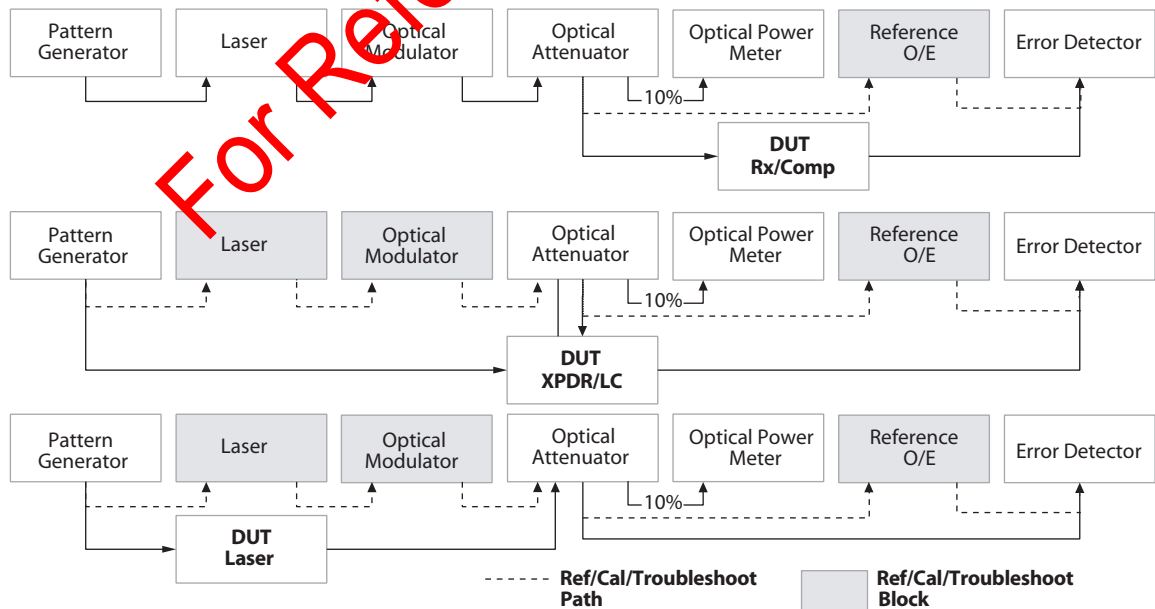 Pattern
Generator
Laser
Optical
Modulator
Optical
Attenuator
Optical Power
Meter
Reference
O/E
Error Detector
10%
DUT
Rx/Comp
For Refe
Pattern
Generator
Laser
Optical
Modulator
Optical
Attenuator
Optical Power
Meter
Reference
O/E
Error Detector
10%
DUT
XPDR/LC
Pattern
Generator
Laser
Optical
Modulator
Optical
Attenuator
Optical Power
Meter
Reference
O/E
Error Detector
10%
DUT
Laser
Ref/Cal/Troubleshoot
Path
Ref/Cal/Troubleshoot
Block